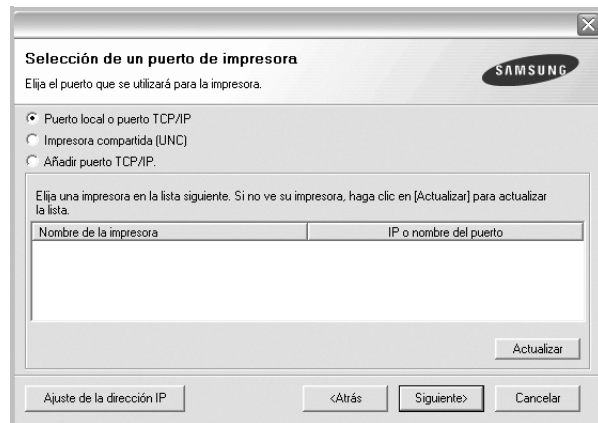 Selección de un puerto de impresora
Elija el puerto que se utilizará para la impresora.
SAMSUNG
Puerto local o puerto TCP/IP
Impresora compartida (UNC)
Añadir puerto TCP/IP.
Elija una impresora en la lista siguiente. Si no ve su impresora, haga clic en [Actualizar] para actualizar
la lista.
Nombre de la impresora IP o nombre del puerto
Actualizar
Ajuste de la dirección IP <Atrás Siguiente> Cancelar